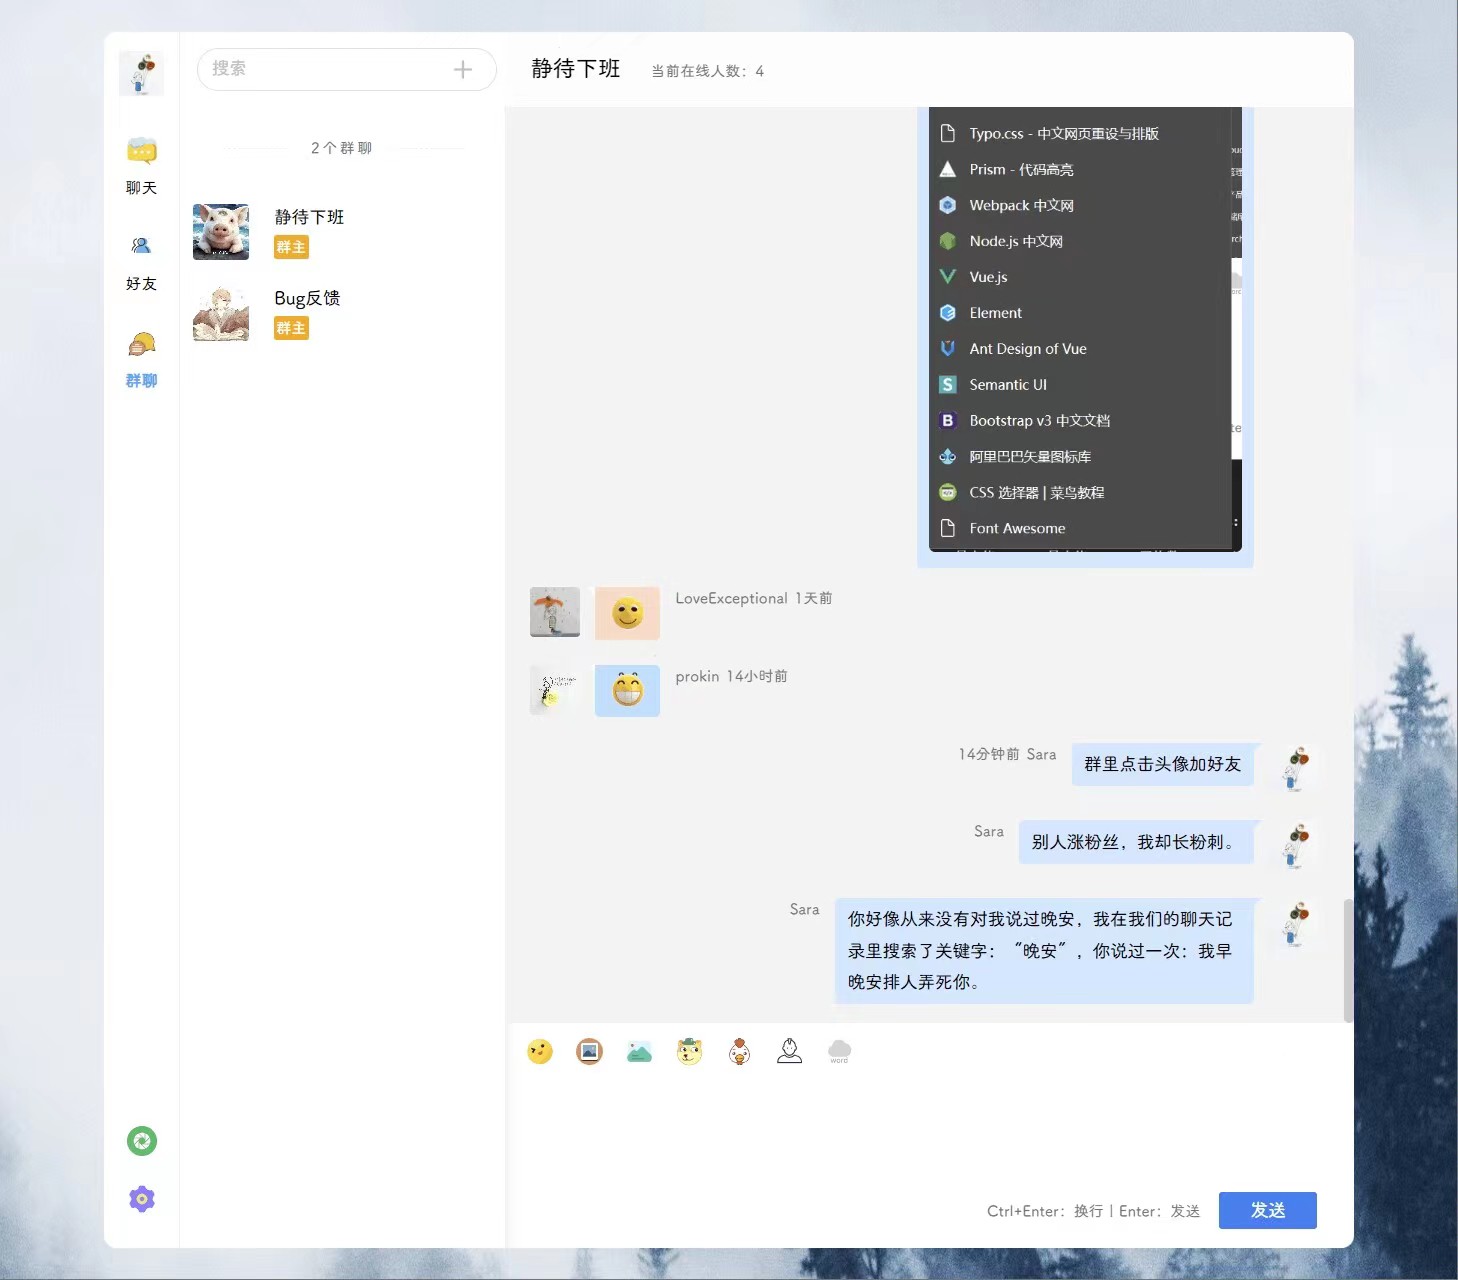 搜索
静待下班
当前在线人数：4
2个群聊
聊天
好友
群聊
静待下班
群主
Bug反馈
群主
Typo.css - 中文网页重设与排版
Prism - 代码高亮
Webpack 中文网
Node.js 中文网
Vue.js
Element
Ant Design of Vue
Semantic UI
Bootstrap v3 中文文档
阿里巴巴矢量图标库
CSS 选择器 | 菜鸟教程
Font Awesome
LoveExceptional 1天前
prokin 14小时前
14分钟前 Sara
群里点击头像加好友
Sara
别人涨粉丝，我却长粉刺。
Sara
你好像从来没有对我说过晚安，我在我们的聊天记
录里搜索了关键字：“晚安”，你说过一次：我早
晚安排人弄死你。
word
Ctrl+Enter：换行 | Enter：发送
发送